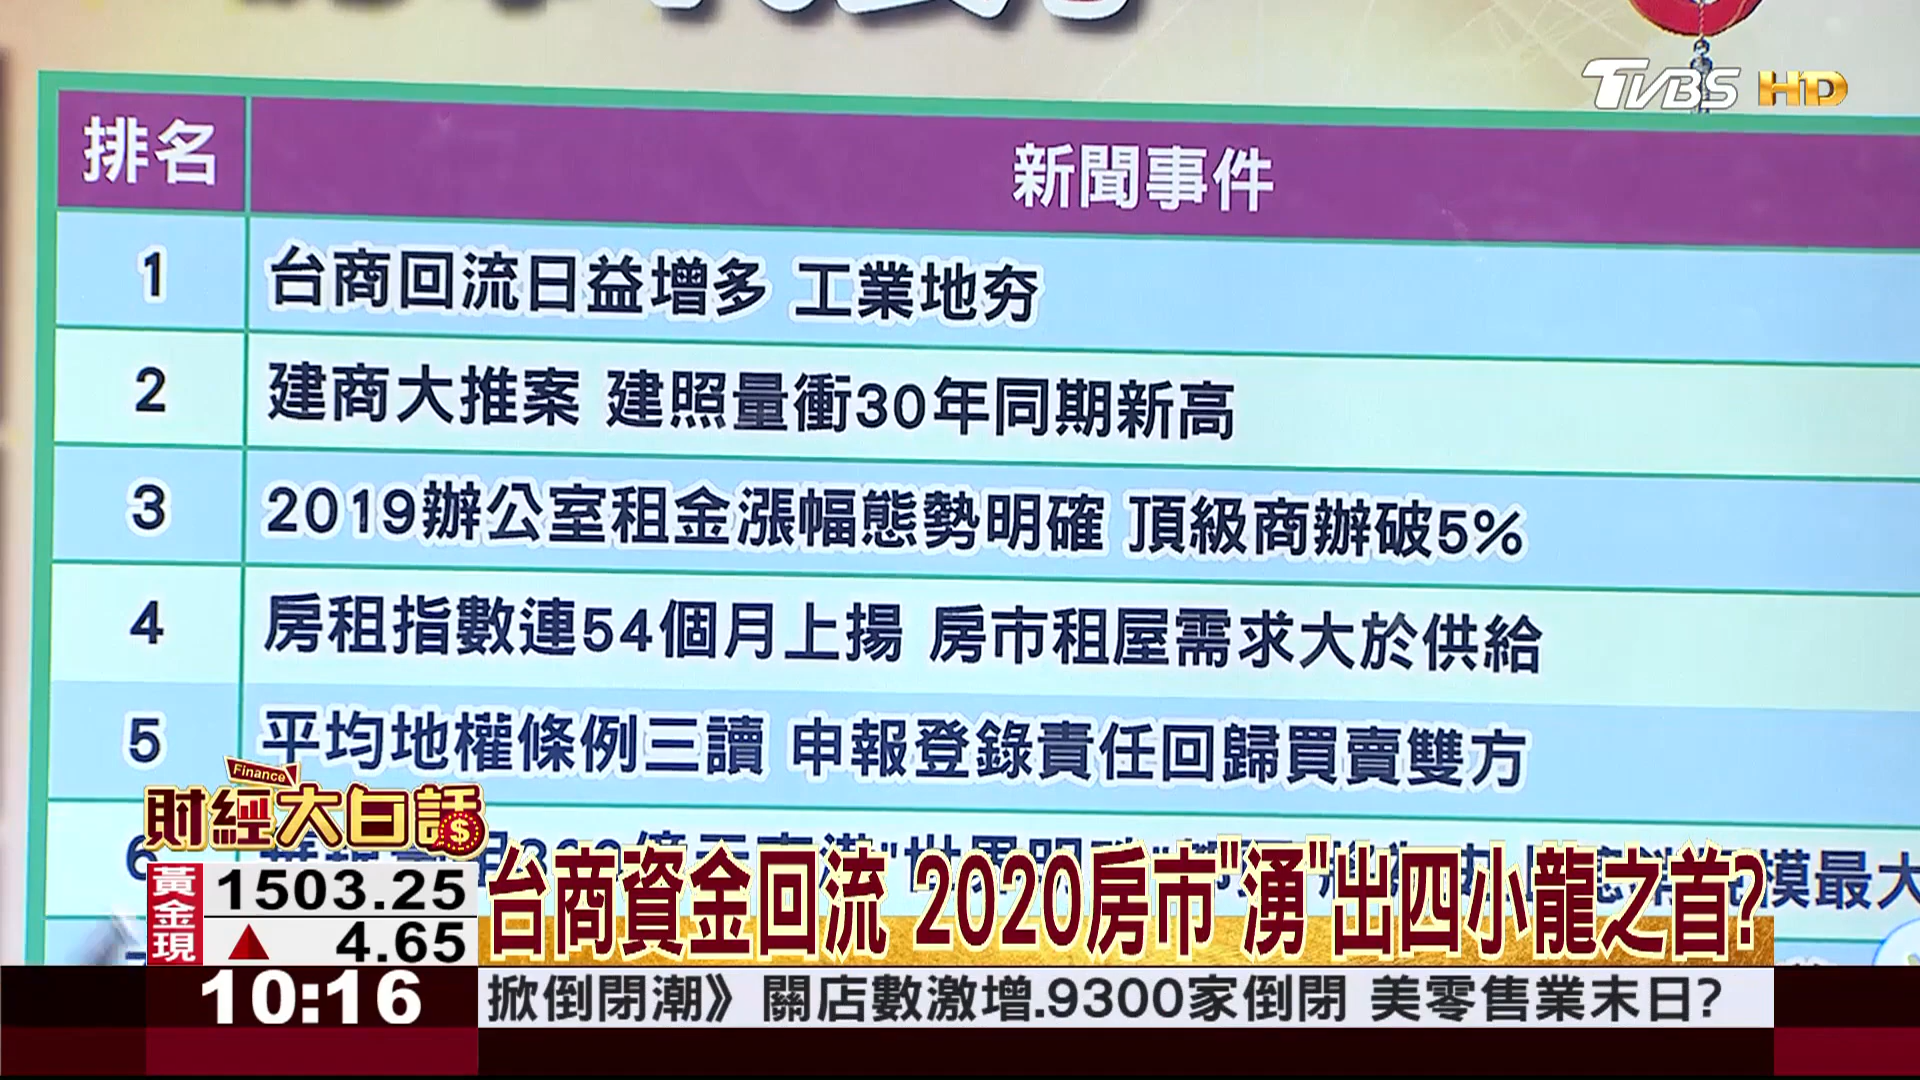 TVBS HD
排名 新聞事件
1 台商回流日益增多 工業地夯
2 建商大推案 建照量衝30年同期新高
3 2019辦公室租金漲幅態勢明確 頂級商辦破5%
4 房租指數連54個月上揚 房市租屋需求大於供給
5 平均地權條例三讀 申報登錄責任回歸買賣雙方
6 模最大
Finance
財經大白話
黃金現 1503.25
▲ 4.65
台商資金回流 2020房市"湧"出四小龍之首?
10:16
掀倒閉潮》關店數激增.9300家倒閉 美零售業末日?